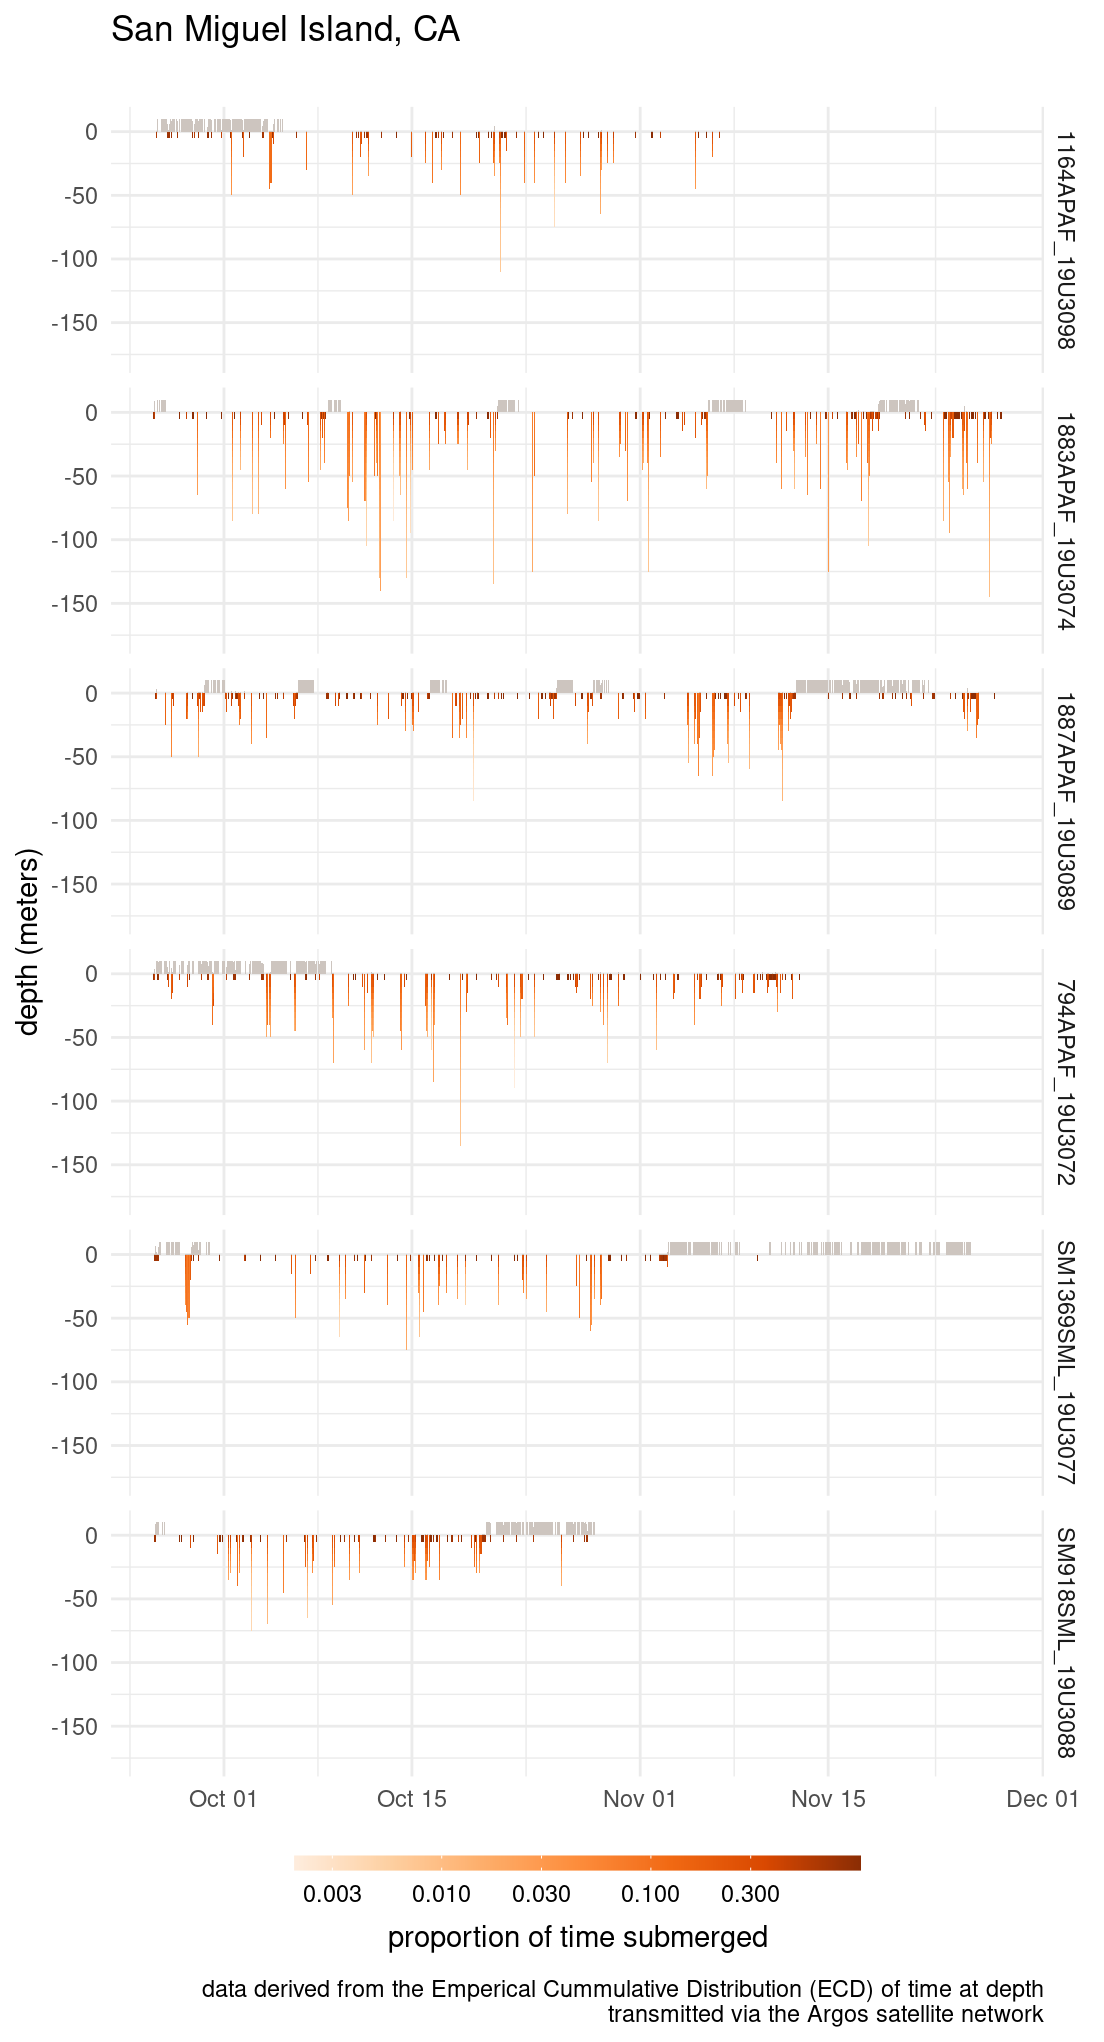 San Miguel Island, CA
0
-50
-100
-150
1164APAF_19U3098
0
-50
-100
-150
1883APAF_19U3074
0
-50
-100
-150
1887APAF_19U3089
depth (meters)
0
-50
-100
-150
794APAF_19U3072
0
-50
-100
-150
SM1369SML_19U3077
0
-50
-100
-150
SM918SML_19U3088
Oct 01 Oct 15 Nov 01 Nov 15 Dec 01
0.003 0.010 0.030 0.100 0.300
proportion of time submerged
data derived from the Emperical Cummulative Distribution (ECD) of time at depth
transmitted via the Argos satellite network